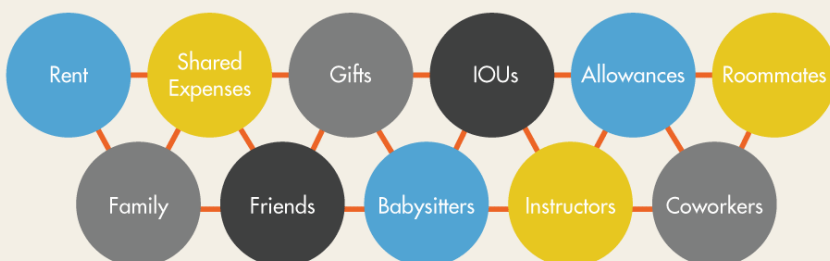 Rent
Shared
Expenses
Gifts
IOUs
Allowances
Roommates
Family
Friends
Babysitters
Instructors
Coworkers